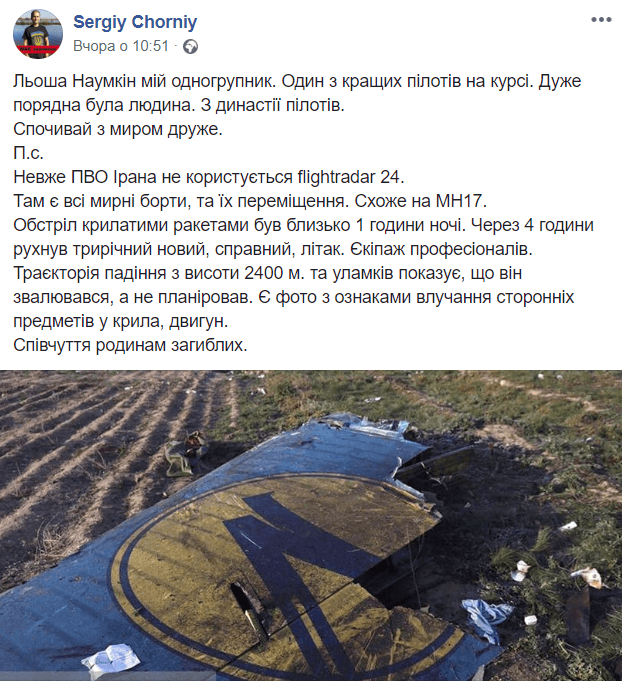 Sergiy Chorniy
Вчора о 10:51 ·
Льоша Наумкін мій одногрупник. Один з кращих пілотів на курсі. Дуже
порядна була людина. З династії пілотів.
Спочивай з миром друже.
П.с.
Невже ПВО Ірана не користується flightradar 24.
Там є всі мирні борти, та їх переміщення. Схоже на МН17.
Обстріл крилатими ракетами був близько 1 години ночі. Через 4 години
рухнув трирічний новий, справний, літак. Єкіпаж професіоналів.
Траєкторія падіння з висоти 2400 м. та уламків показує, що він
звалювався, а не планіровав. Є фото з ознаками влучання сторонніх
предметів у крила, двигун.
Співчуття родинам загиблих.